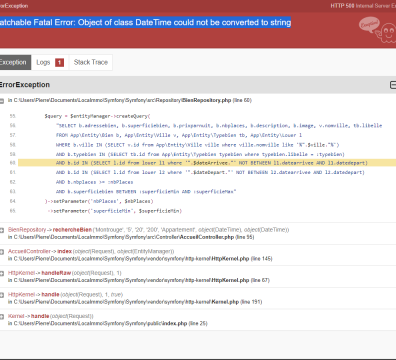 orException
HTTP 500 Internal Server Er
atchable Fatal Error: Object of class DateTime could not be converted to string
Exception
Logs 1
Stack Trace
ErrorException
in C:\Users\Pierre\Documents\LocaImmo\Symfony\Symfony\src\Repository\BienRepository.php (line 60)
55. $query = $entityManager->createQuery(
56. "SELECT b.adressebien, b.superficiebien, b.prixparnuit, b.nbplaces, b.description, b.image, v.nomville, tb.libelle
57. FROM App\Entity\Bien b, App\Entity\Ville v, App\Entity\Typebien tb, App\Entity\Louer l
58. WHERE b.ville IN (SELECT v.id from App\Entity\Ville ville where ville.nomville like '%".$ville."%')
59. AND b.typebien IN (SELECT tb.id from App\Entity\Typebien typebien where typebien.libelle = :typebien)
60. AND b.id IN (SELECT l.id from louer l1 where '".$dateArrivee."' NOT BETWEEN l1.datearrivee AND l1.datedepart)
61. AND b.id IN (SELECT l.id from louer l2 where '".$dateDepart."' NOT BETWEEN l2.datearrivee AND l2.datedepart)
62. AND b.nbplaces >= :nbPlaces
63. AND b.superficiebien BETWEEN :superficieMin AND :superficieMax"
64. )->setParameter('nbPlaces', $nbPlaces)
65. ->setParameter('superficieMin', $superficieMin)
BienRepository->rechercheBien('Montrouge', '5', '20', '200', 'Appartement', object(DateTime), object(DateTime))
in C:\Users\Pierre\Documents\LocaImmo\Symfony\Symfony\src\Controller\AccueilController.php (line 55)
AccueilController->index(object(Request), object(EntityManager))
in C:\Users\Pierre\Documents\LocaImmo\Symfony\Symfony\vendor\symfony\http-kernel\HttpKernel.php (line 145)
HttpKernel->handleRaw(object(Request), 1)
in C:\Users\Pierre\Documents\LocaImmo\Symfony\Symfony\vendor\symfony\http-kernel\HttpKernel.php (line 67)
HttpKernel->handle(object(Request), 1, true)
in C:\Users\Pierre\Documents\LocaImmo\Symfony\Symfony\vendor\symfony\http-kernel\Kernel.php (line 191)
Kernel->handle(object(Request))
in C:\Users\Pierre\Documents\LocaImmo\Symfony\Symfony\public\index.php (line 25)